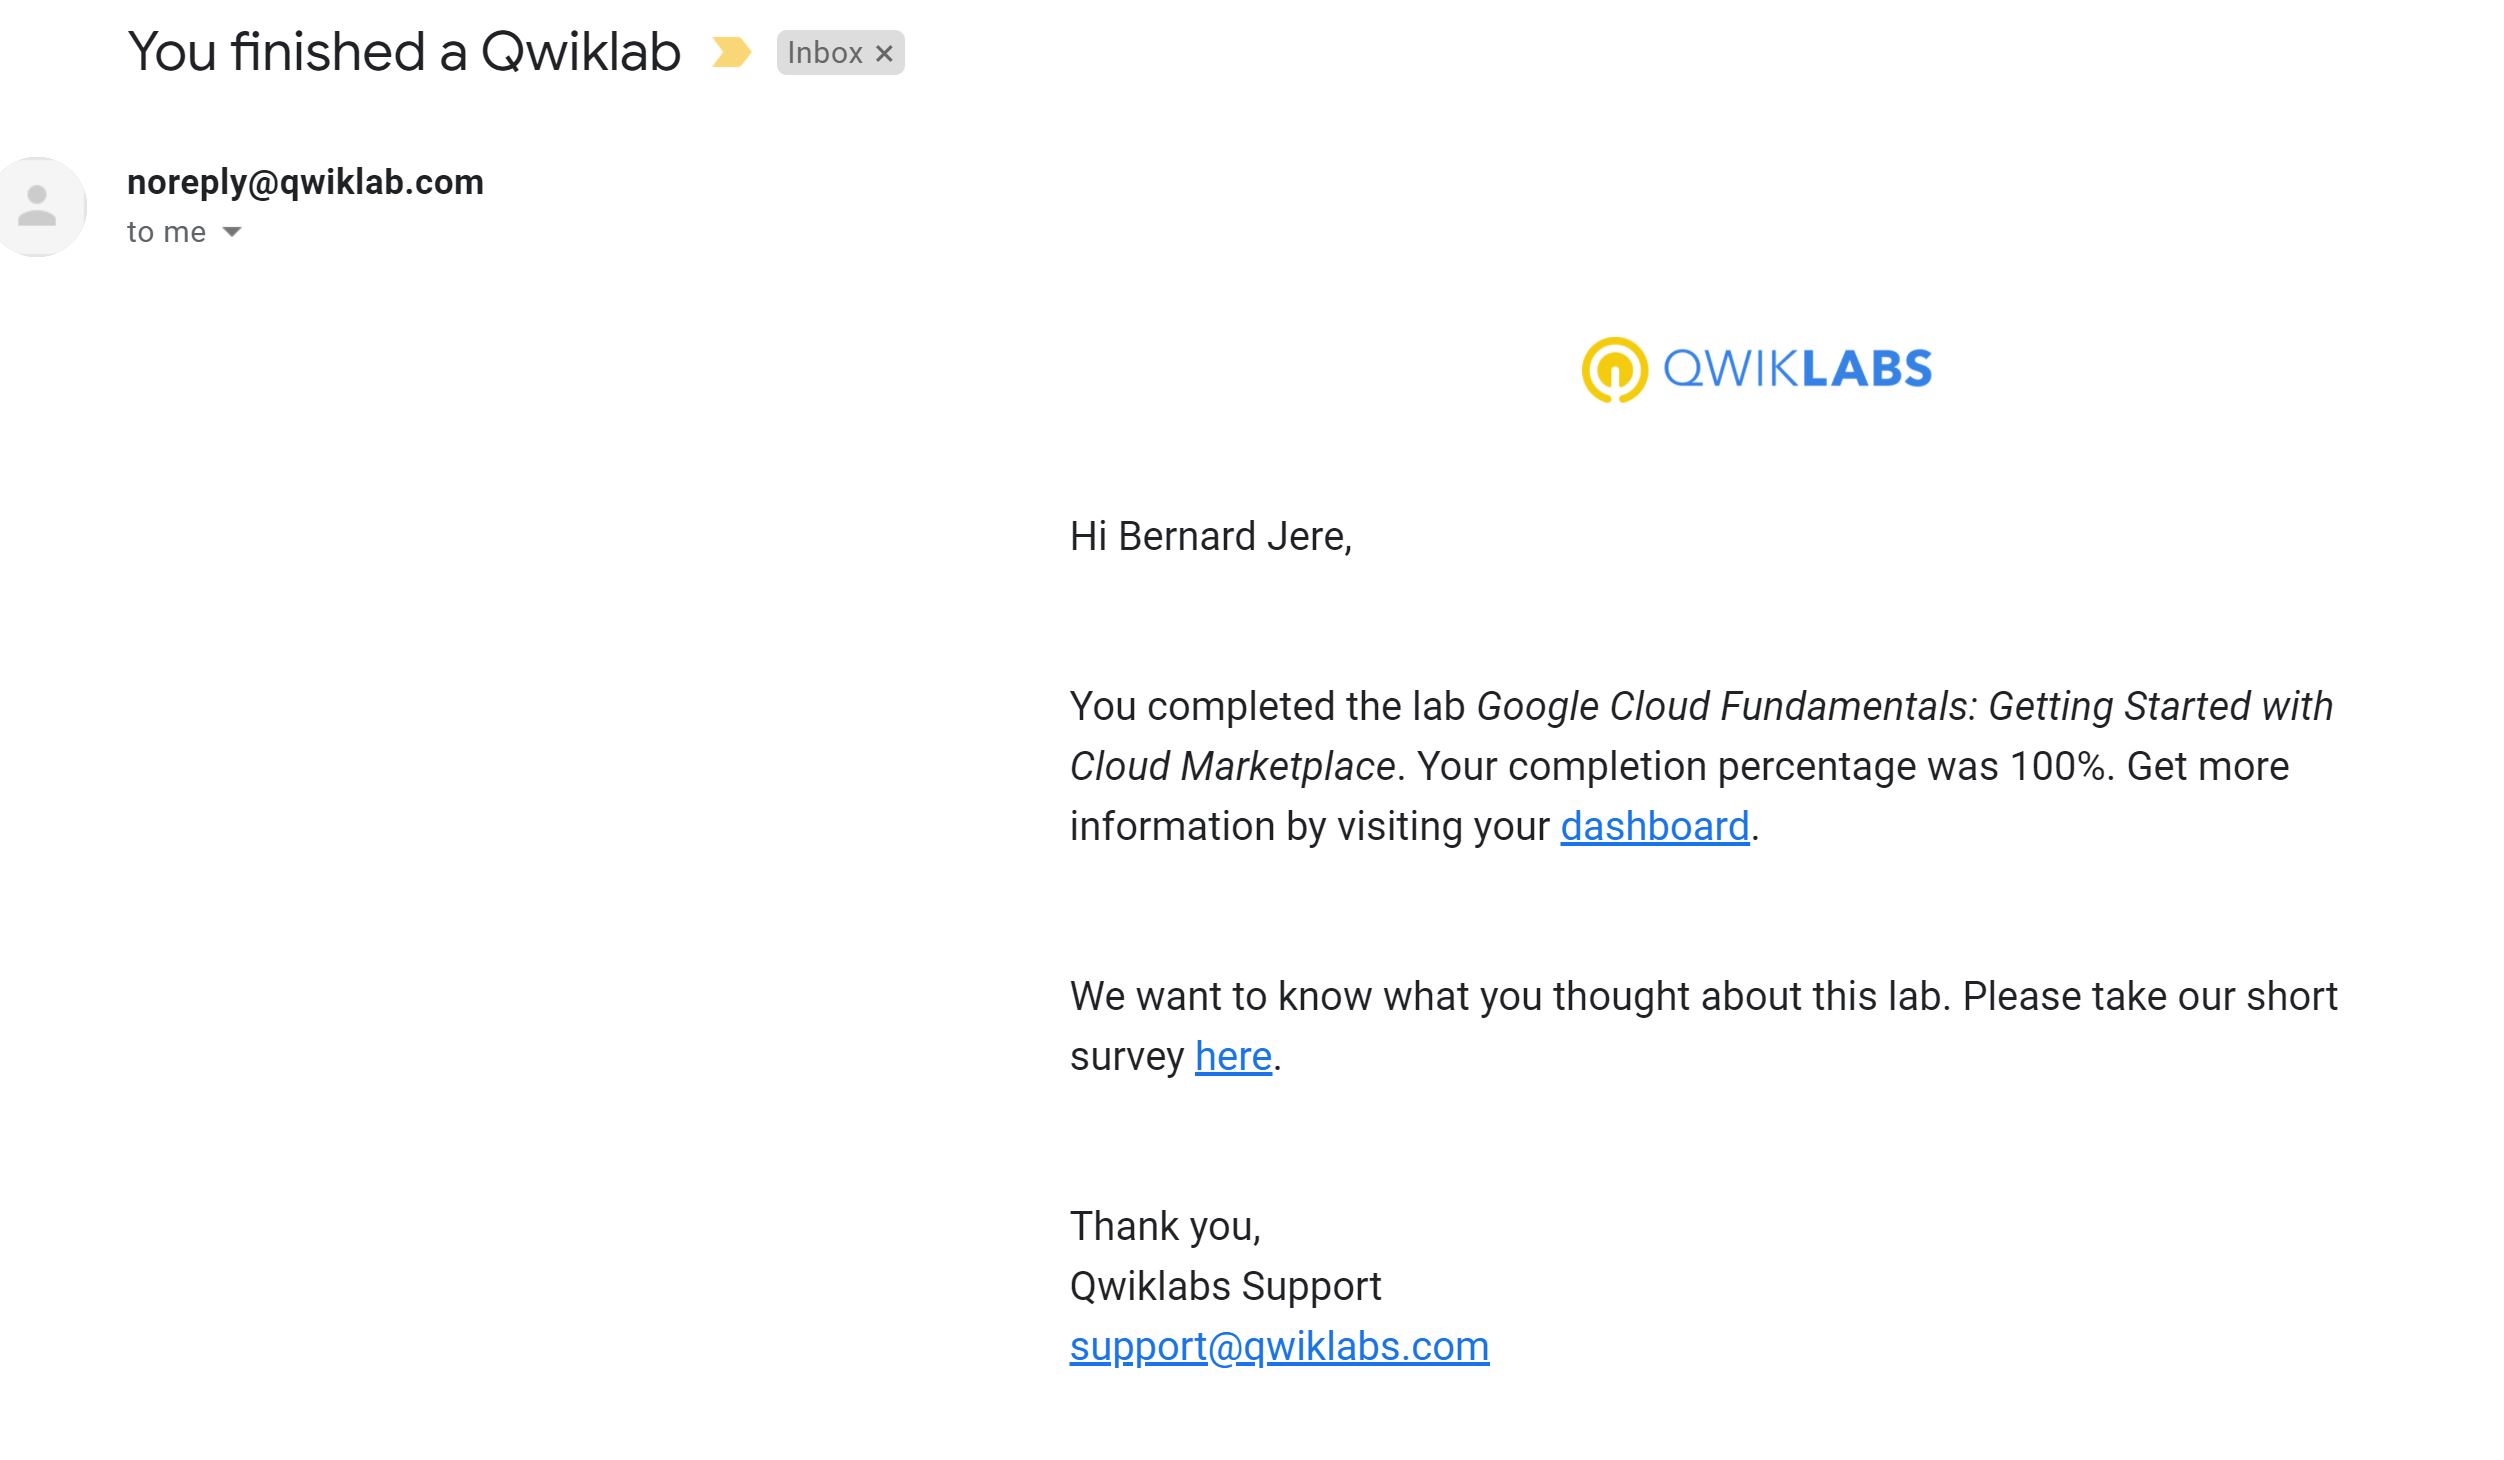 You finished a Qwiklab Inbox ×
noreply@qwiklab.com
to me
QWIKLABS
Hi Bernard Jere,
You completed the lab Google Cloud Fundamentals: Getting Started with
Cloud Marketplace. Your completion percentage was 100%. Get more
information by visiting your dashboard.
We want to know what you thought about this lab. Please take our short
survey here.
Thank you,
Qwiklabs Support
support@qwiklabs.com